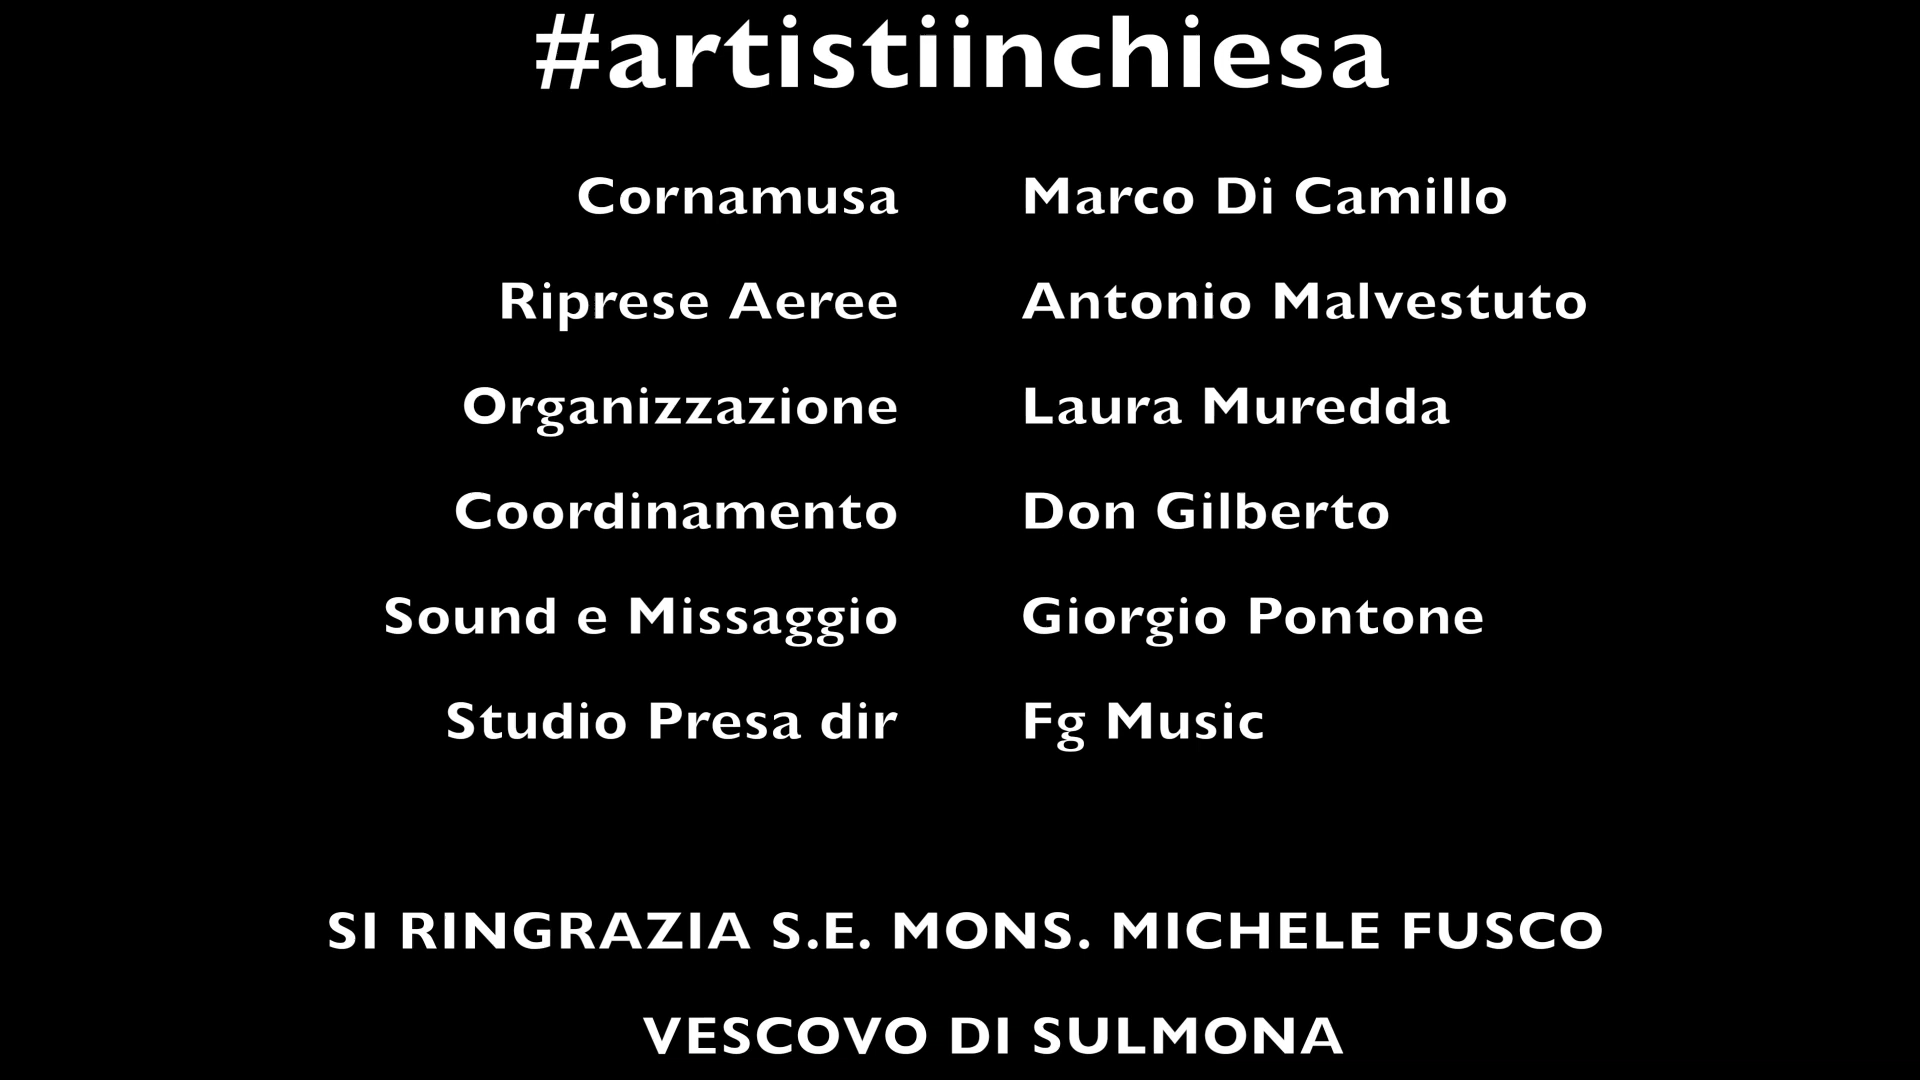 #artistiinchiesa
Cornamusa Marco Di Camillo
Riprese Aeree Antonio Malvestuto
Organizzazione Laura Muredda
Coordinamento Don Gilberto
Sound e Missaggio Giorgio Pontone
Studio Presa dir Fg Music
SI RINGRAZIA S.E. MONS. MICHELE FUSCO
VESCOVO DI SULMONA